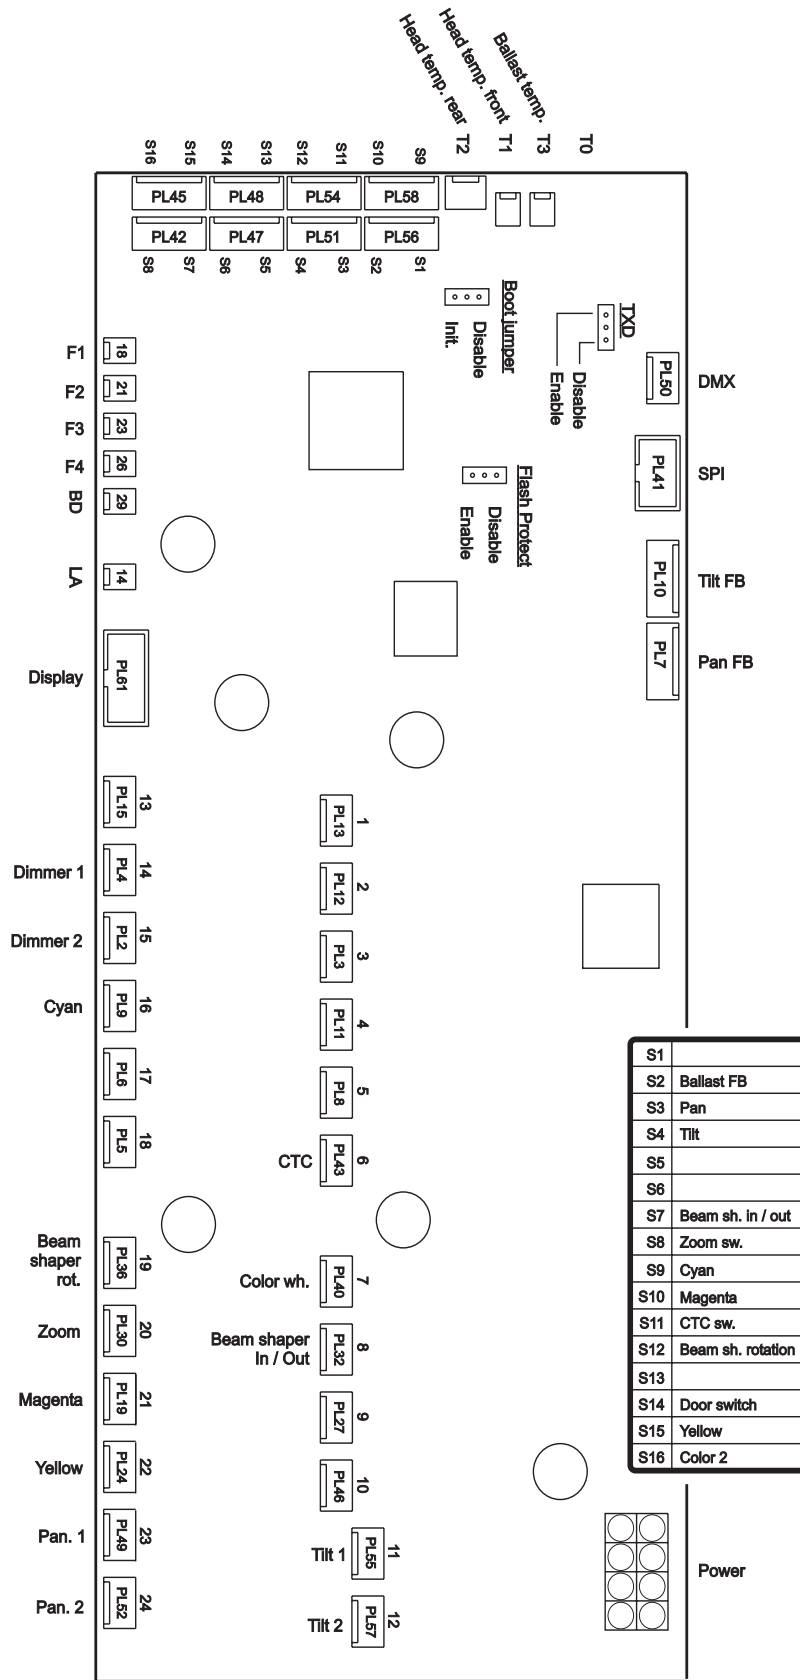 Head temp. rear
Head temp. front
Ballast temp.
T2
T1
T3
T0
S16
S15
S14
S13
S12
S11
S10
S9
PL45
PL48
PL54
PL58
PL42
PL47
PL51
PL56
S8
S7
S6
S5
S4
S3
S2
S1
Boot jumper
Disable
Init.
TXD
Disable
Enable
PL50
DMX
F1
18
F2
21
F3
23
F4
26
BD
29
PL41
SPI
Flash Protect
Disable
Enable
LA
14
PL10
Tilt FB
PL7
Pan FB
Display
PL61
PL15
13
PL13
1
Dimmer 1
PL4
14
PL12
2
Dimmer 2
PL2
15
PL3
3
Cyan
PL9
16
PL11
4
PL6
17
PL8
5
PL5
18
CTC
PL43
6
Beam
shaper
rot.
PL36
19
Color wh.
PL40
7
Zoom
PL30
20
Beam shaper
In / Out
PL32
8
Magenta
PL19
21
PL27
9
Yellow
PL24
22
PL46
10
Pan. 1
PL49
23
Tilt 1
PL55
11
Pan. 2
PL52
24
Tilt 2
PL57
12
S1
S2 Ballast FB
S3 Pan
S4 Tilt
S5
S6
S7 Beam sh. in / out
S8 Zoom sw.
S9 Cyan
S10 Magenta
S11 CTC sw.
S12 Beam sh. rotation
S13
S14 Door switch
S15 Yellow
S16 Color 2
Power